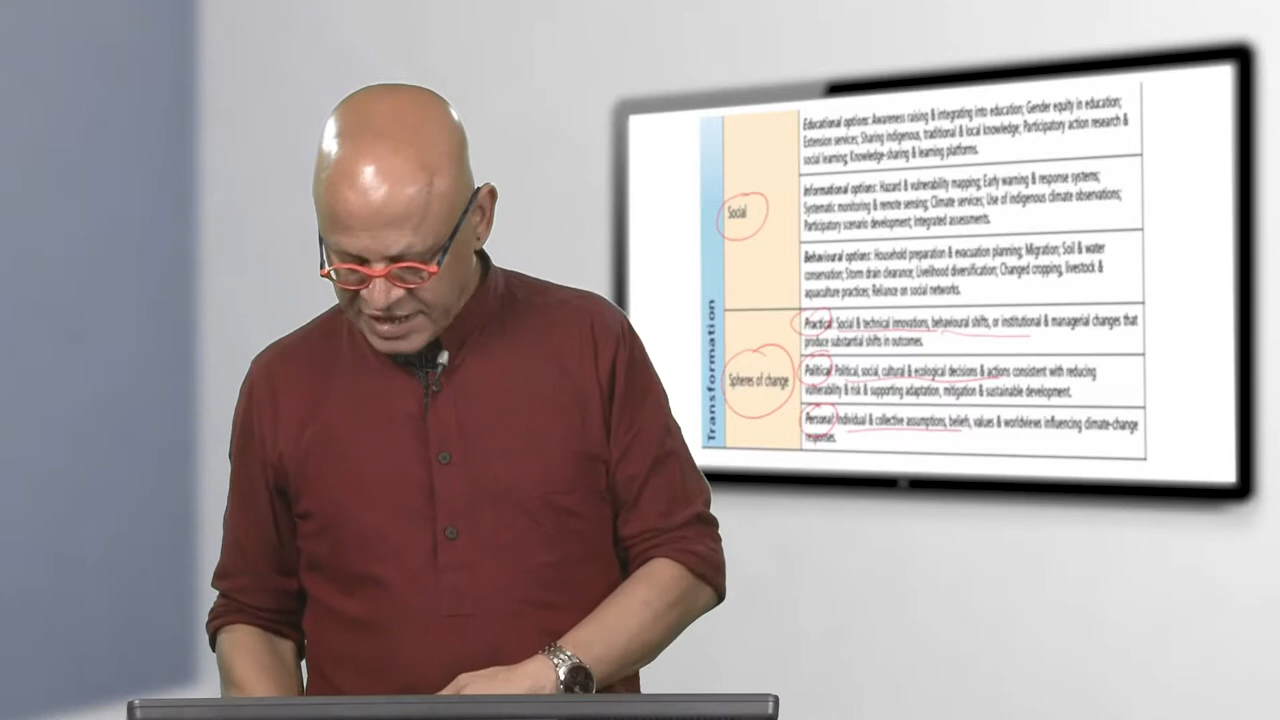 Transformation
Social
Educational options: Awareness raising & integrating into education; Gender equity in education;
Extension services; Sharing indigenous, traditional & local knowledge; Participatory action research &
social learning; Knowledge-sharing & learning platforms.
Informational options: Hazard & vulnerability mapping; Early warning & response systems;
Systematic monitoring & remote sensing; Climate services; Use of indigenous climate observations;
Participatory scenario development; Integrated assessments.
Behavioural options: Household preparation & evacuation planning; Migration; Soil & water
conservation; Storm drain clearance; Livelihood diversification; Changed cropping, livestock &
aquaculture practices; Reliance on social networks.
Spheres of change
Practical: Social & technical innovations, behavioural shifts, or institutional & managerial changes that
produce substantial shifts in outcomes.
Political: Political, social, cultural & ecological decisions & actions consistent with reducing
vulnerability & risk & supporting adaptation, mitigation & sustainable development.
Personal: Individual & collective assumptions, beliefs, values & worldviews influencing climate-change
responses.